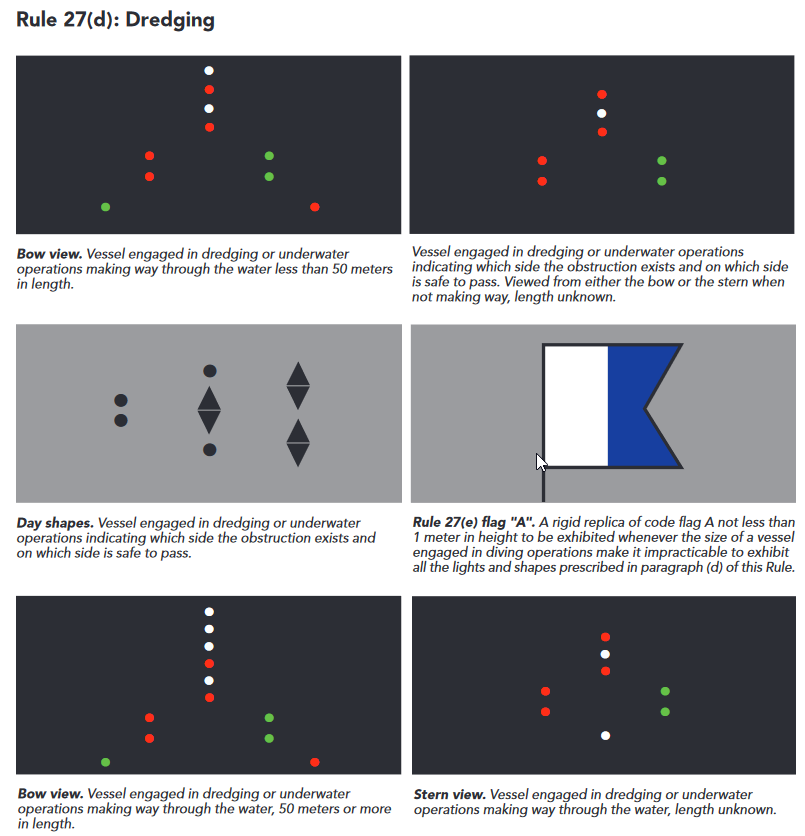 Rule 27(d): Dredging
Bow view. Vessel engaged in dredging or underwater
operations making way through the water less than 50 meters
in length.
Vessel engaged in dredging or underwater operations
indicating which side the obstruction exists and on which side
is safe to pass. Viewed from either the bow or the stern when
not making way, length unknown.
Day shapes. Vessel engaged in dredging or underwater
operations indicating which side the obstruction exists and
on which side is safe to pass.
Rule 27(e) flag "A". A rigid replica of code flag A not less than
1 meter in height to be exhibited whenever the size of a vessel
engaged in diving operations make it impracticable to exhibit
all the lights and shapes prescribed in paragraph (d) of this Rule.
Bow view. Vessel engaged in dredging or underwater
operations making way through the water, 50 meters or more
in length.
Stern view. Vessel engaged in dredging or underwater
operations making way through the water, length unknown.